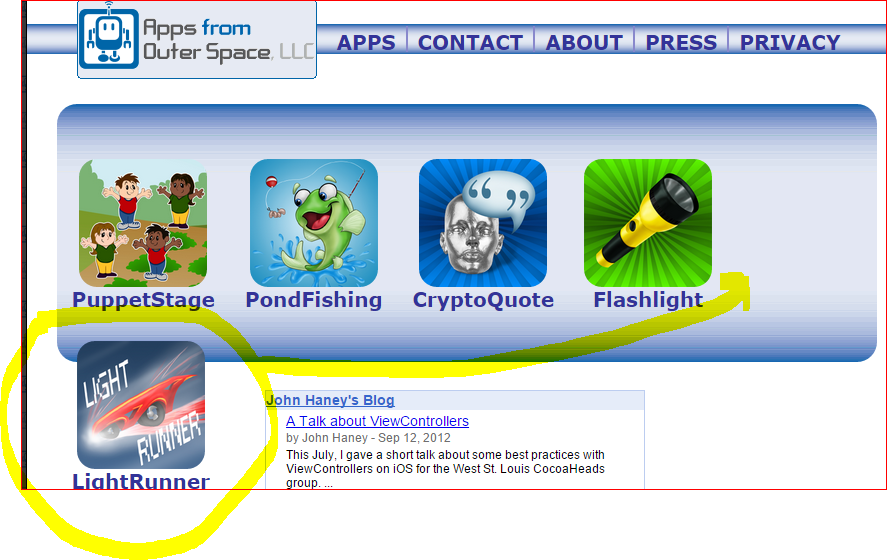 Apps from
Outer Space, LLC
APPS CONTACT ABOUT PRESS PRIVACY
“ ”
PuppetStage PondFishing CryptoQuote Flashlight
LIGHT
RUNNER
LightRunner
John Haney's Blog
A Talk about ViewControllers
by John Haney - Sep 12, 2012
This July, I gave a short talk about some best practices with
ViewControllers on iOS for the West St. Louis CocoaHeads
group. ...